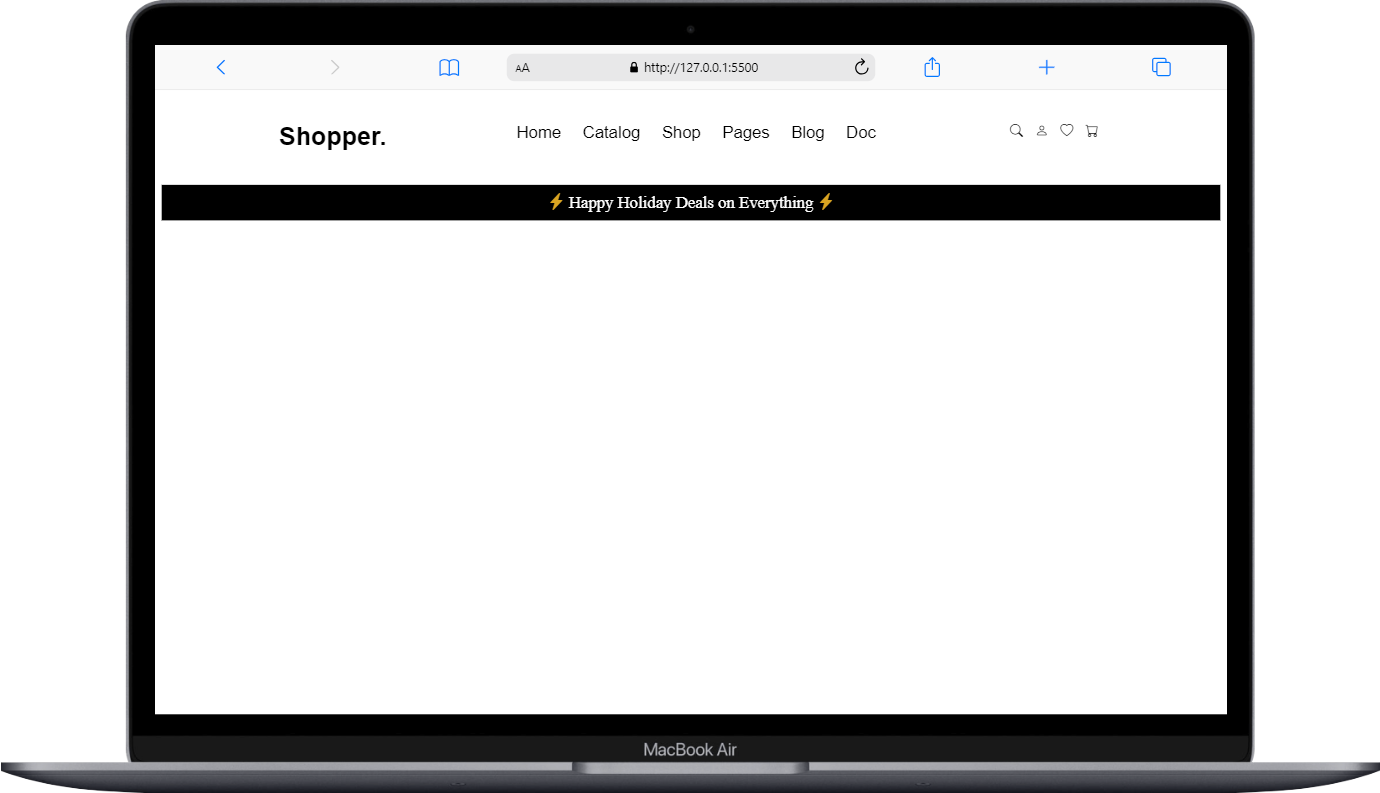 AA http://127.0.0.1:5500
Shopper. Home Catalog Shop Pages Blog Doc
⚡ Happy Holiday Deals on Everything ⚡
MacBook Air